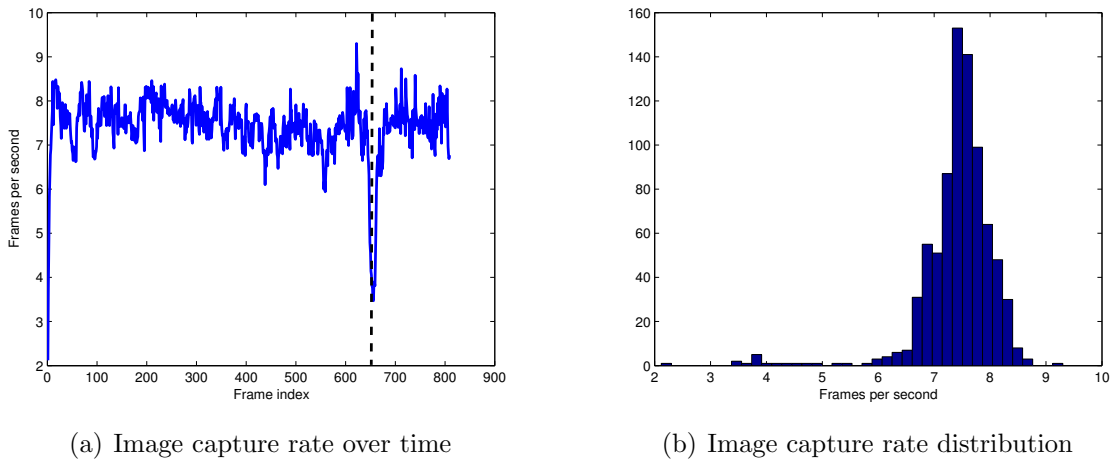 10
9
8
7
6
5
4
3
2
0 100 200 300 400 500 600 700 800 900
Frames per second
Frame index
(a) Image capture rate over time
160
140
120
100
80
60
40
20
0
2 3 4 5 6 7 8 9 10
Frames per second
(b) Image capture rate distribution